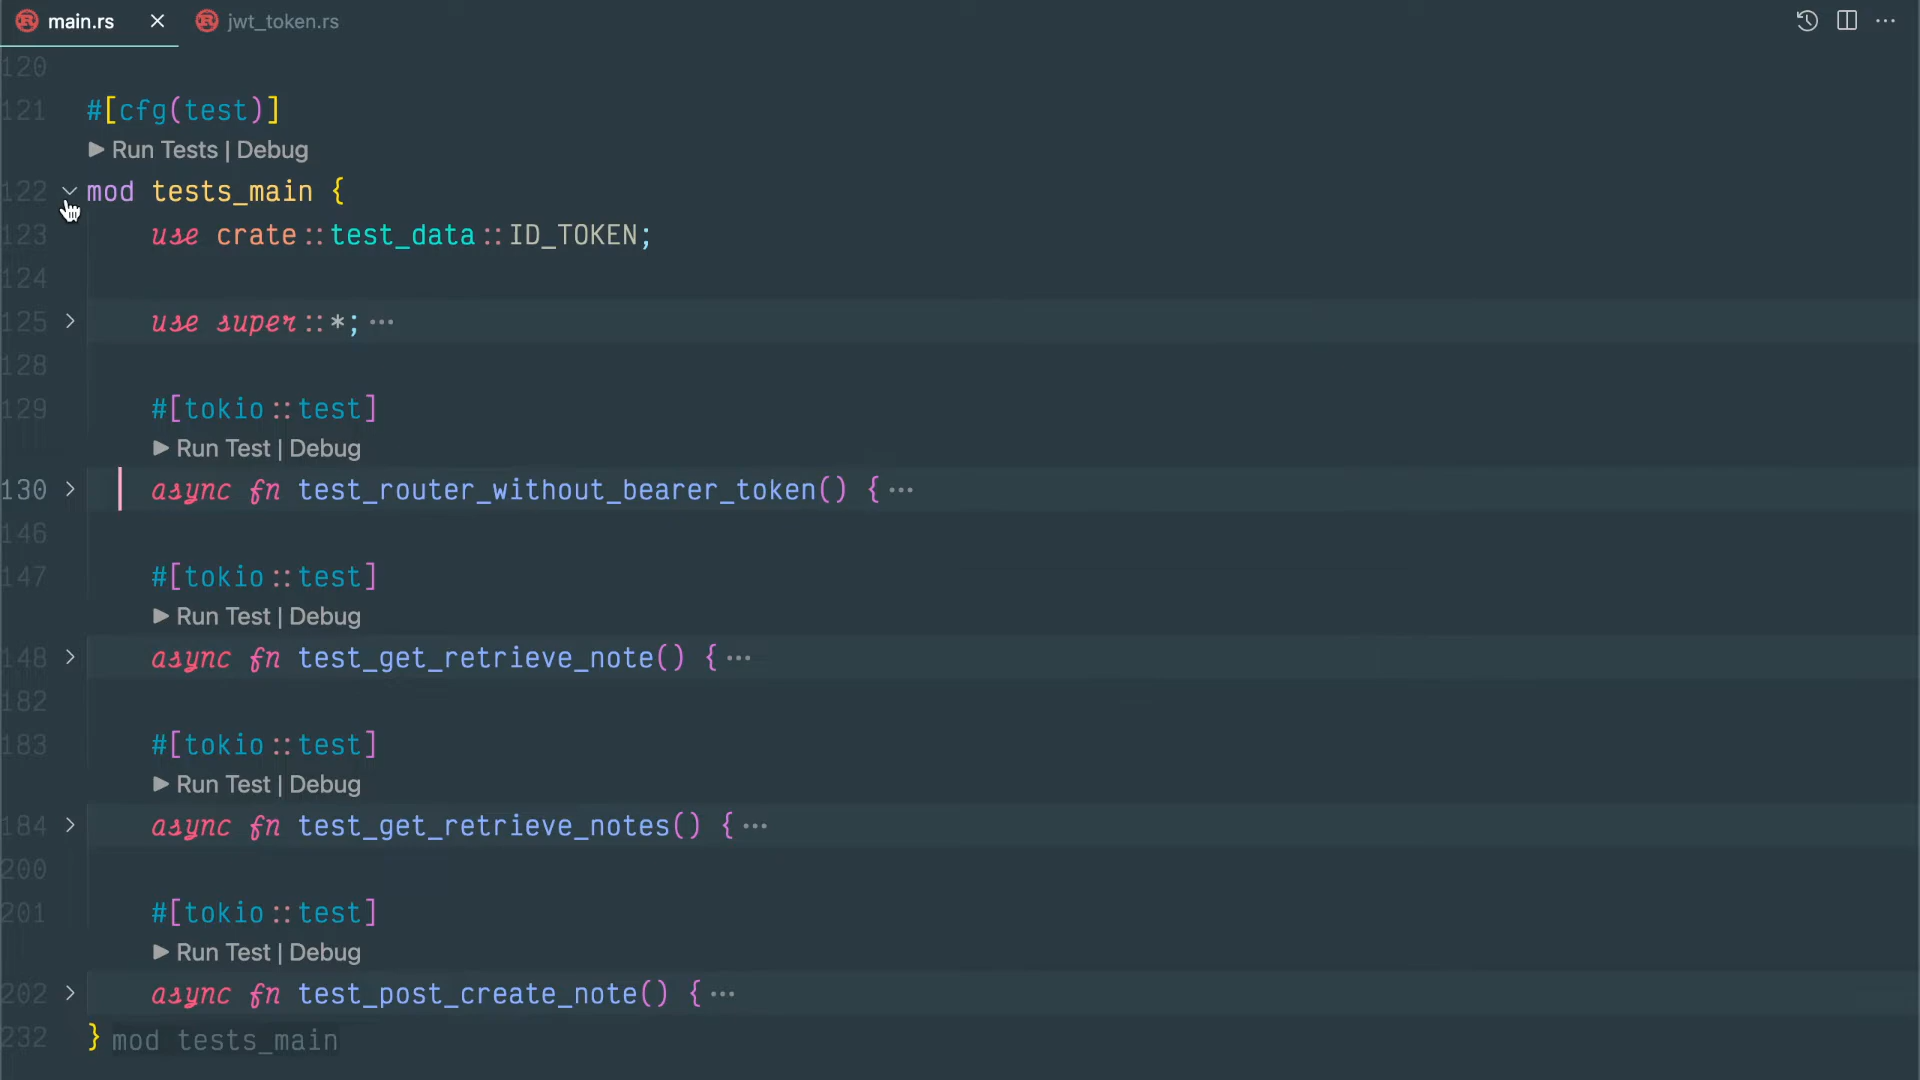 main.rs jwt_token.rs
120
121 #[cfg(test)]
Run Tests | Debug
122 mod tests_main {
123 use crate::test_data::ID_TOKEN;
124
125 use super::*; ⋯
128
129 #[tokio::test]
Run Test | Debug
130 async fn test_router_without_bearer_token() { ⋯
146
147 #[tokio::test]
Run Test | Debug
148 async fn test_get_retrieve_note() { ⋯
182
183 #[tokio::test]
Run Test | Debug
184 async fn test_get_retrieve_notes() { ⋯
200
201 #[tokio::test]
Run Test | Debug
202 async fn test_post_create_note() { ⋯
232 } mod tests_main